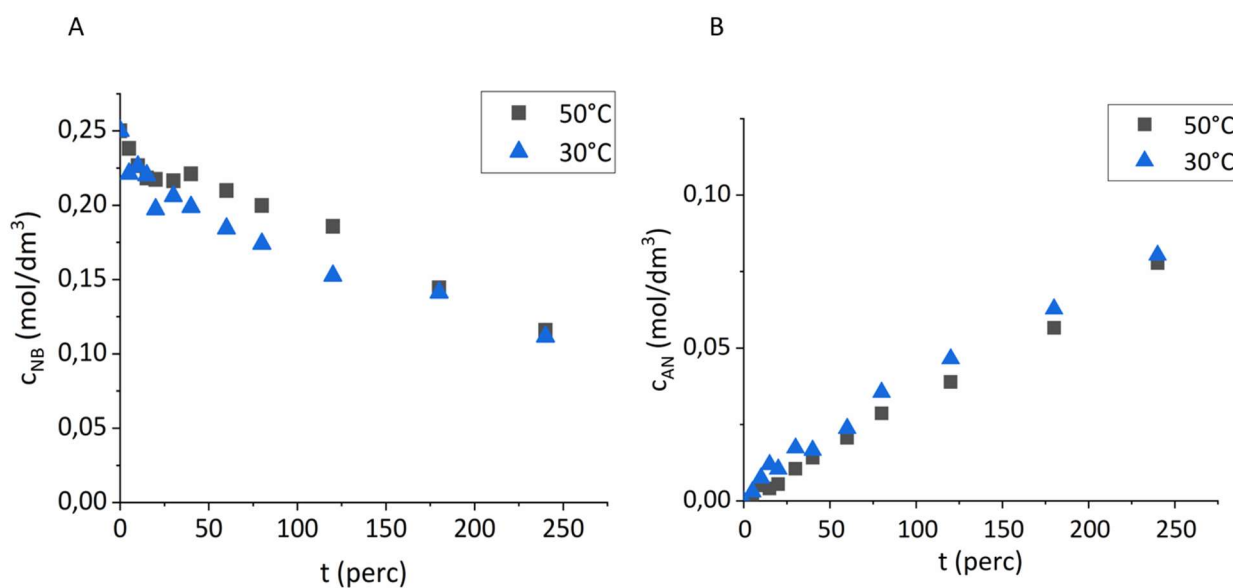 A
50°C
30°C
0,25
0,20
0,15
0,10
0,05
0,00
c_NB (mol/dm³)
0 50 100 150 200 250
t (perc)
B
50°C
30°C
0,10
0,05
0,00
c_AN (mol/dm³)
0 50 100 150 200 250
t (perc)